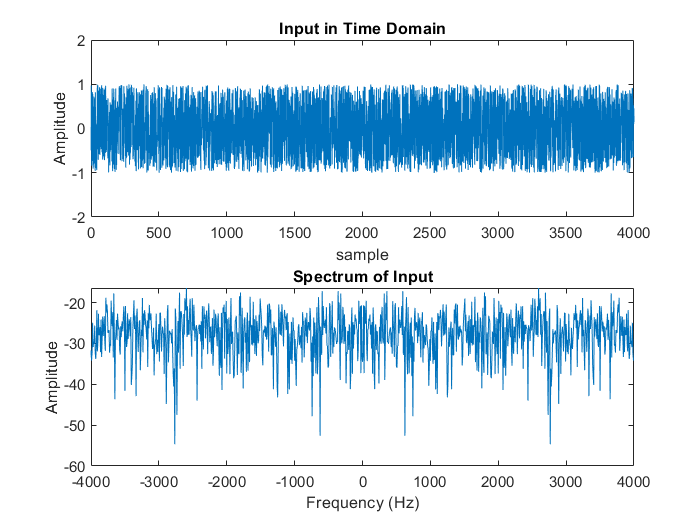 Input in Time Domain
2
1
0
-1
-2
Amplitude
0 500 1000 1500 2000 2500 3000 3500 4000
sample
Spectrum of Input
-20
-30
-40
-50
-60
Amplitude
-4000 -3000 -2000 -1000 0 1000 2000 3000 4000
Frequency (Hz)